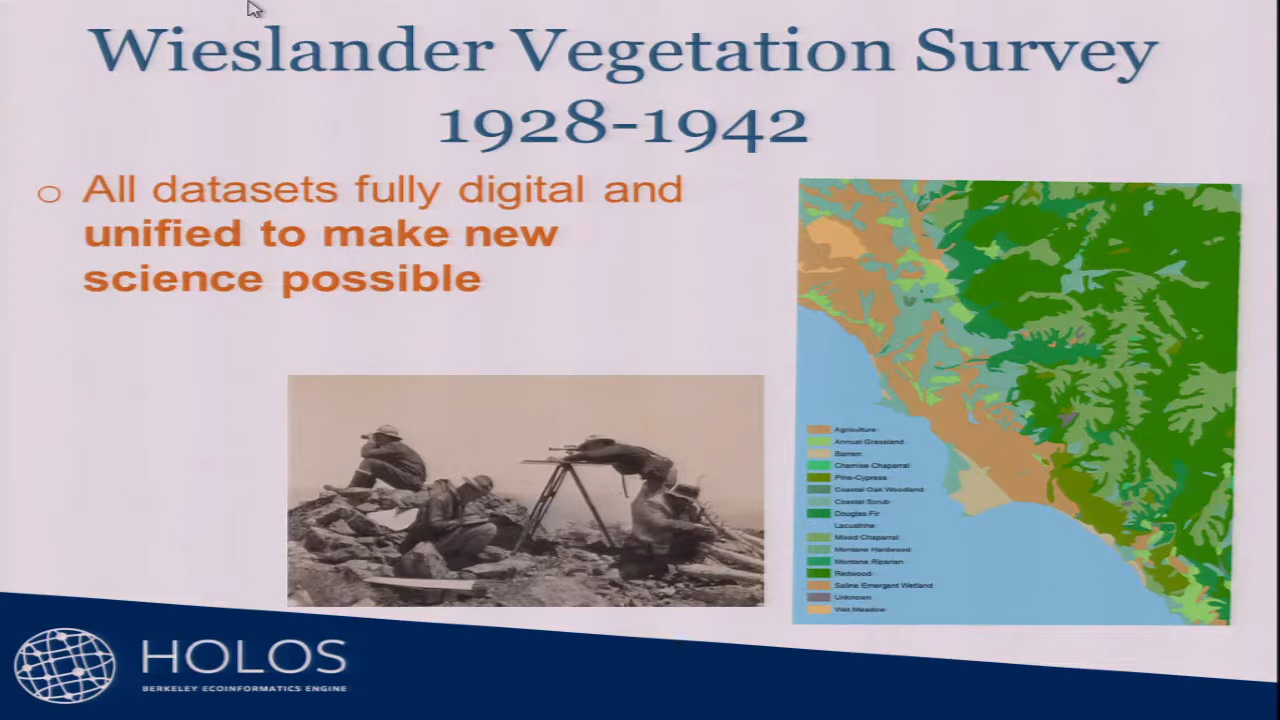 Wieslander Vegetation Survey
1928-1942
All datasets fully digital and
unified to make new
science possible
Agriculture
Annual Grassland
Barren
Chamise Chaparral
Pine-Cypress
Coastal Oak Woodland
Coastal Scrub
Douglas Fir
Lacustrine
Mixed Chaparral
Montane Hardwood
Montane Riparian
Redwood
Saline Emergent Wetland
Unknown
Wet Meadow
HOLOS
BERKELEY ECOINFORMATICS ENGINE